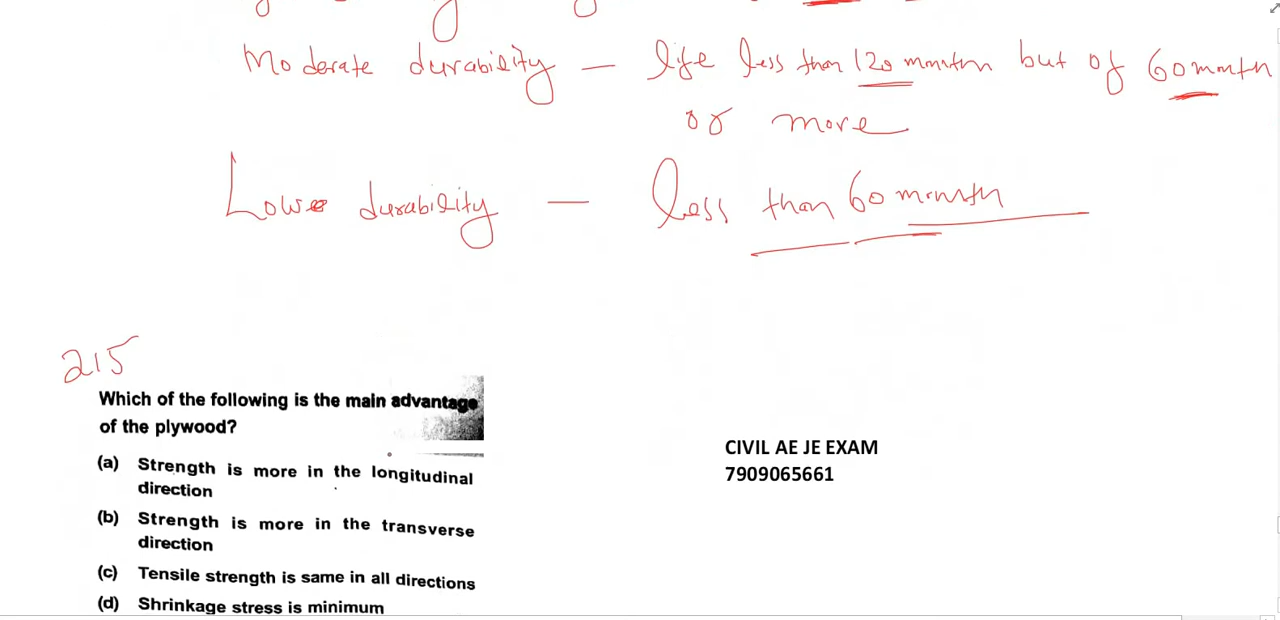 Moderate durability — life less than 120 month but of 60 month
or more
Lower durability — less than 60 month
215
Which of the following is the main advantage
of the plywood?
(a) Strength is more in the longitudinal
direction
(b) Strength is more in the transverse
direction
(c) Tensile strength is same in all directions
(d) Shrinkage stress is minimum
CIVIL AE JE EXAM
7909065661